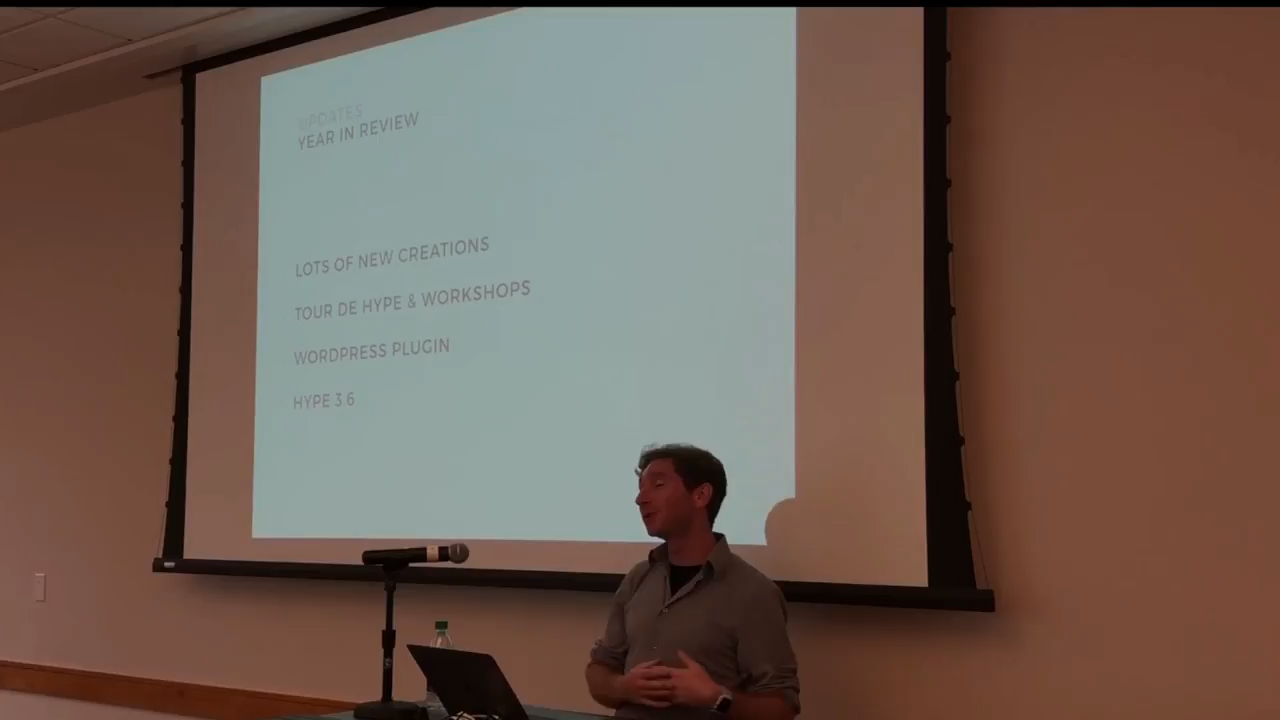 UPDATES
YEAR IN REVIEW
LOTS OF NEW CREATIONS
TOUR DE HYPE & WORKSHOPS
WORDPRESS PLUGIN
HYPE 3.6